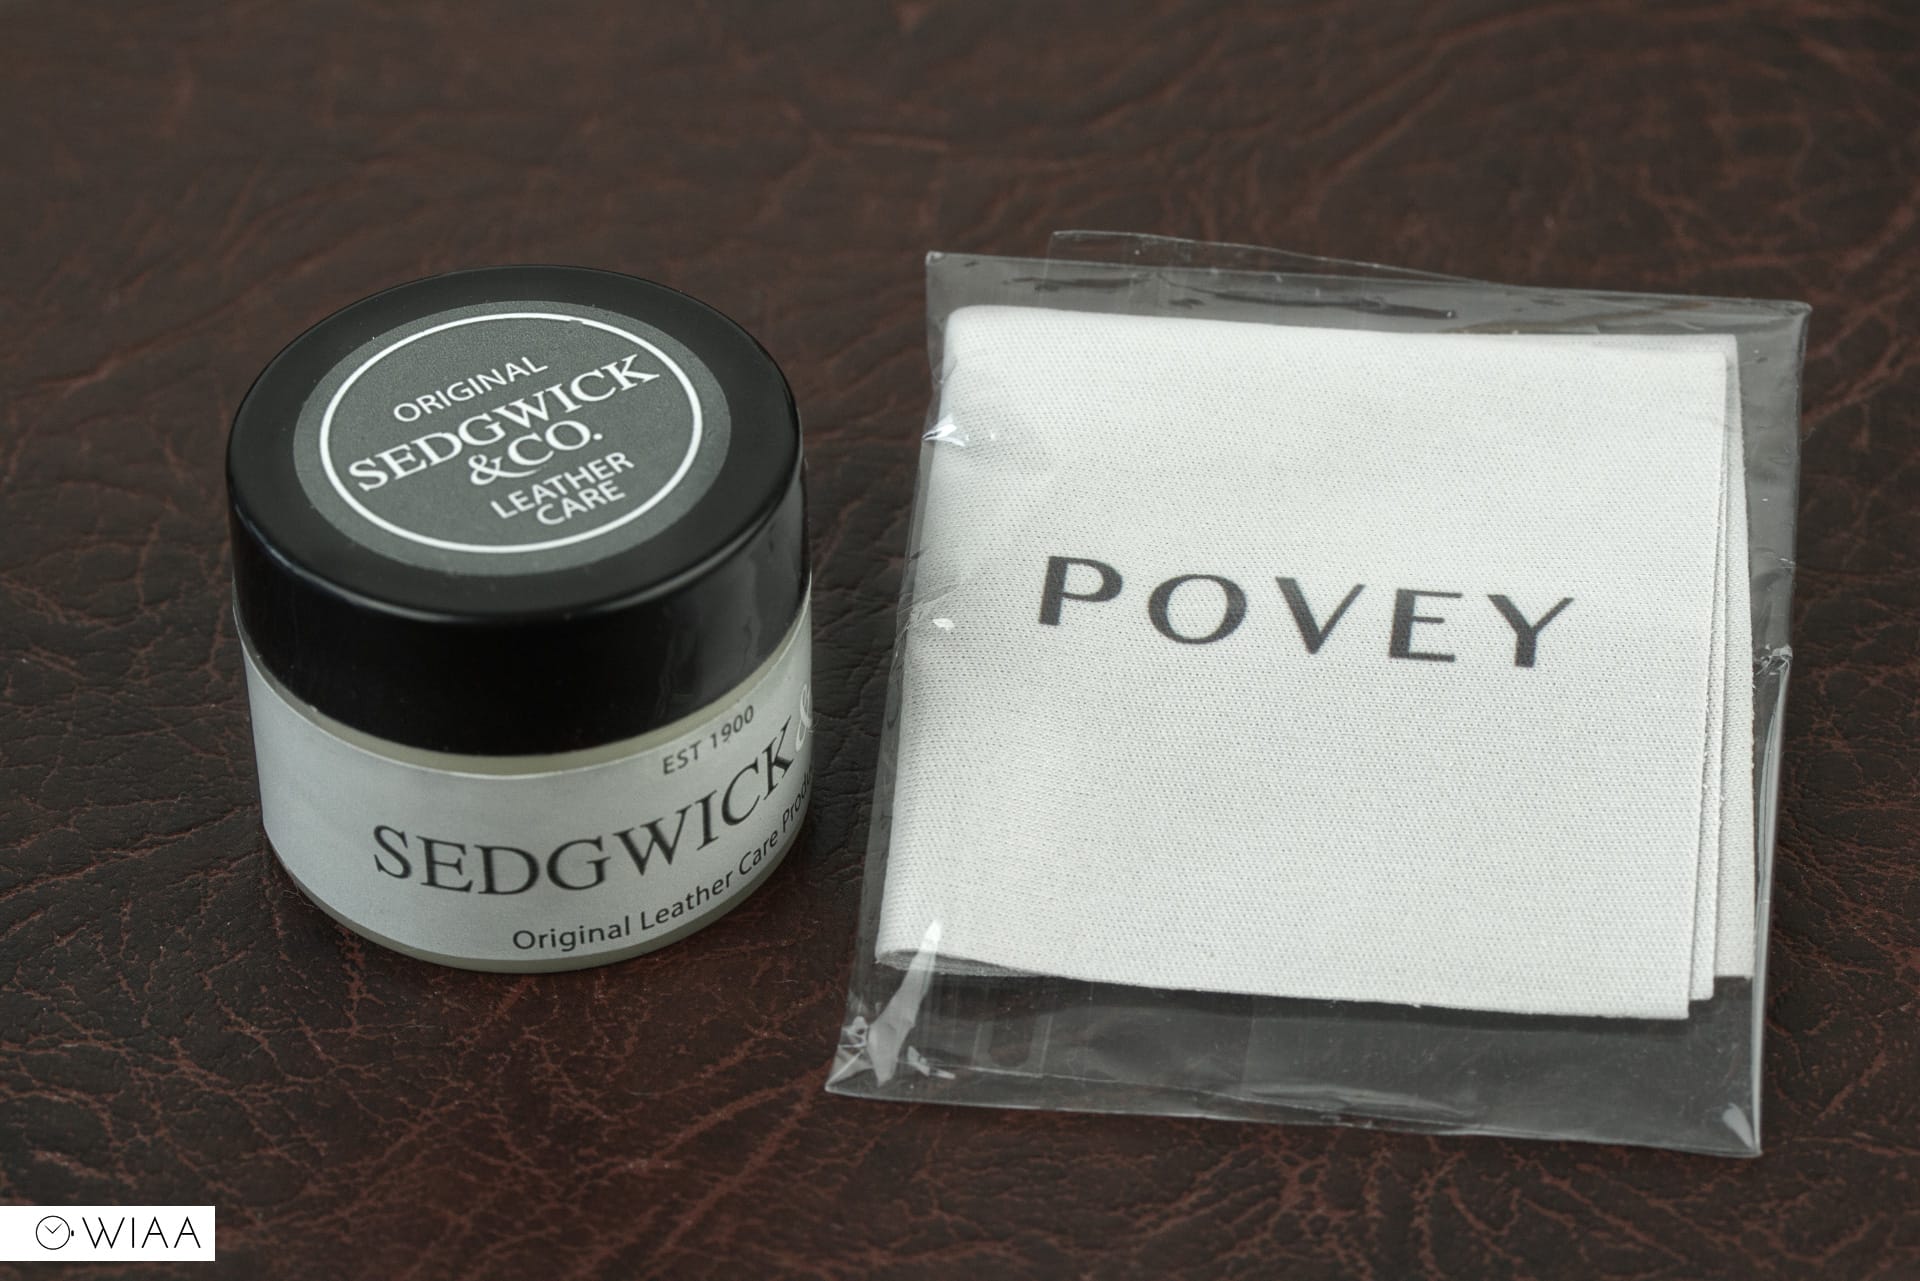 ORIGINAL
SEDGWICK
&CO.
LEATHER
CARE
EST 1900
SEDGWICK &
Original Leather Care
POVEY
WIAA